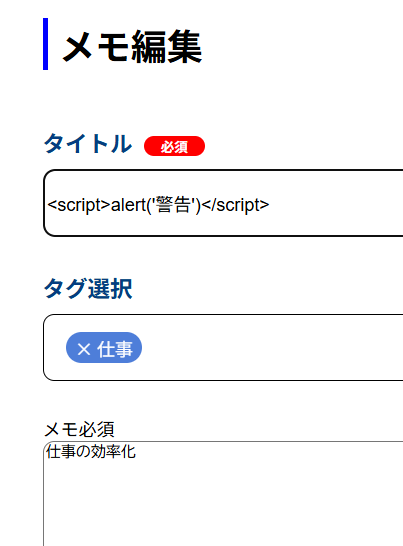 メモ編集
タイトル 必須
<script>alert('警告')</script>
タグ選択
× 仕事
メモ必須
仕事の効率化